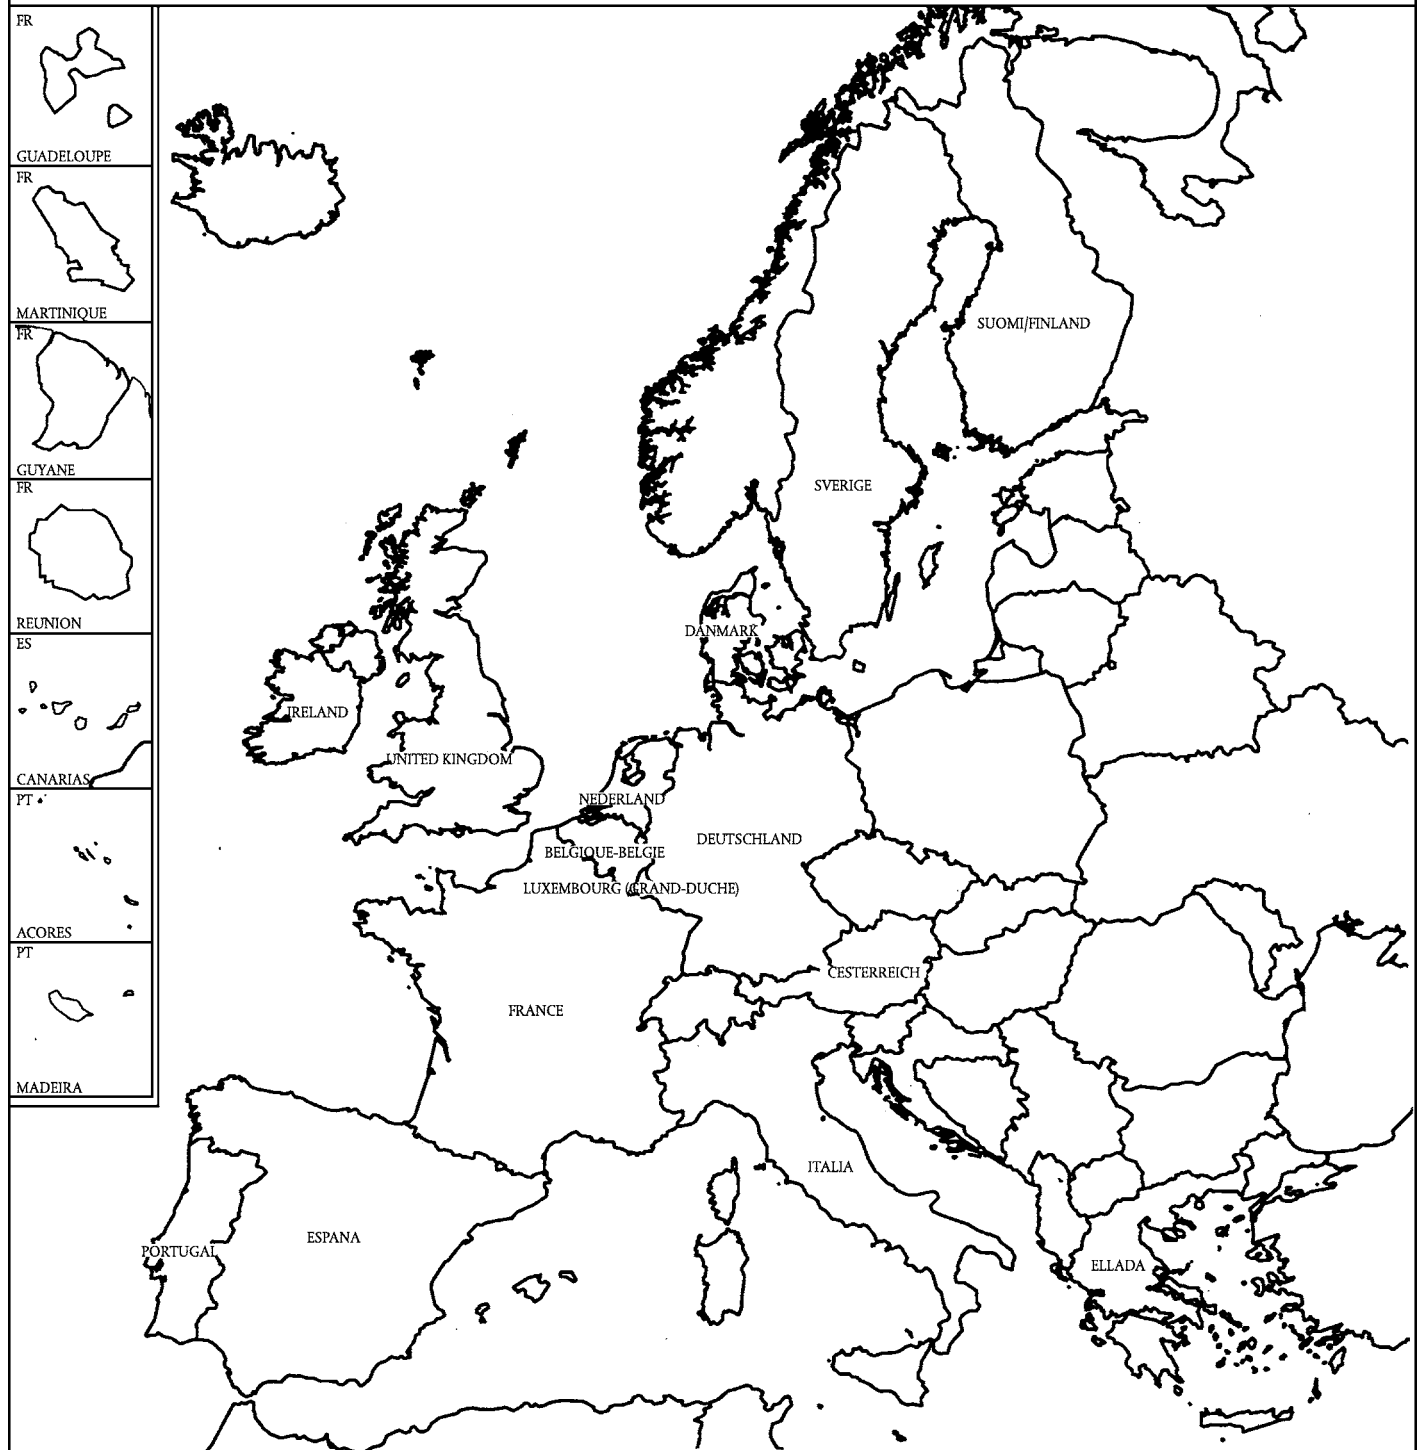 FR
GUADELOUPE
FR
MARTINIQUE
FR
GUYANE
FR
REUNION
ES
CANARIAS
PT
ACORES
PT
MADEIRA
SUOMI/FINLAND
SVERIGE
DANMARK
IRELAND
UNITED KINGDOM
NEDERLAND
DEUTSCHLAND
BELGIQUE-BELGIE
LUXEMBOURG (GRAND-DUCHE)
ŒSTERREICH
FRANCE
ITALIA
ESPANA
PORTUGAL
ELLADA